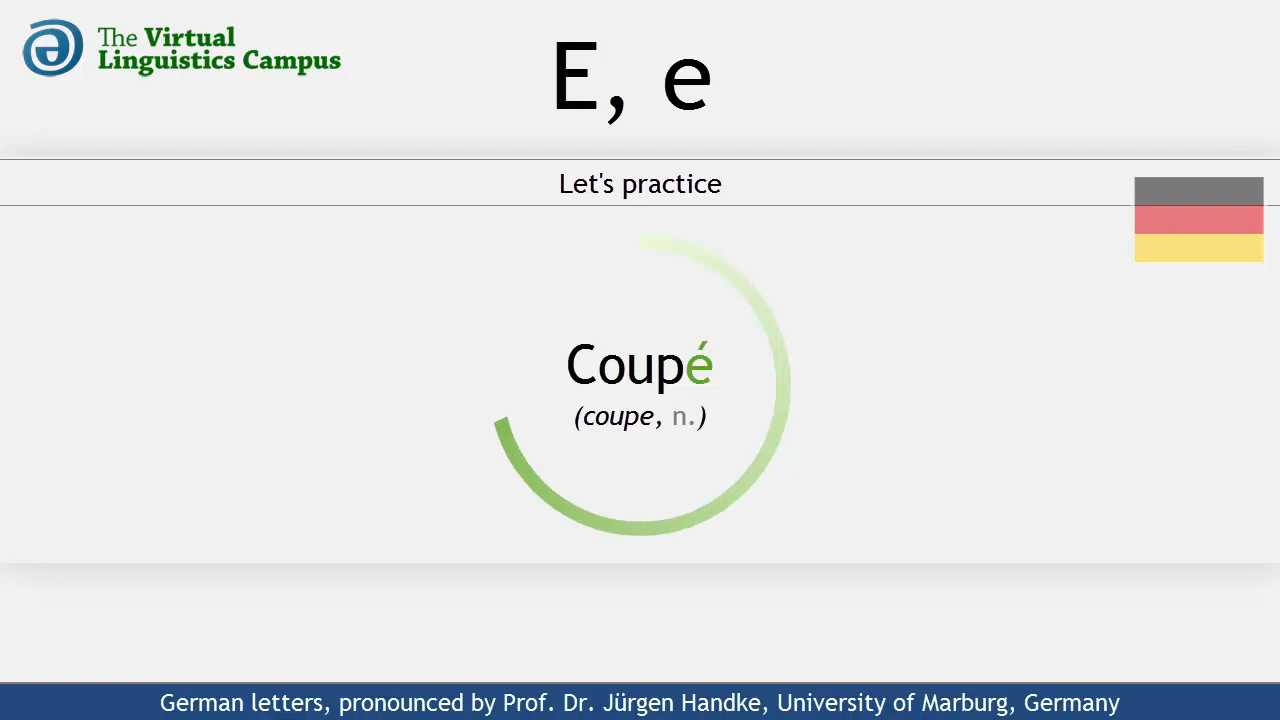 The Virtual
Linguistics Campus
E, e
Let's practice
Coupé
(coupe, n.)
German letters, pronounced by Prof. Dr. Jürgen Handke, University of Marburg, Germany